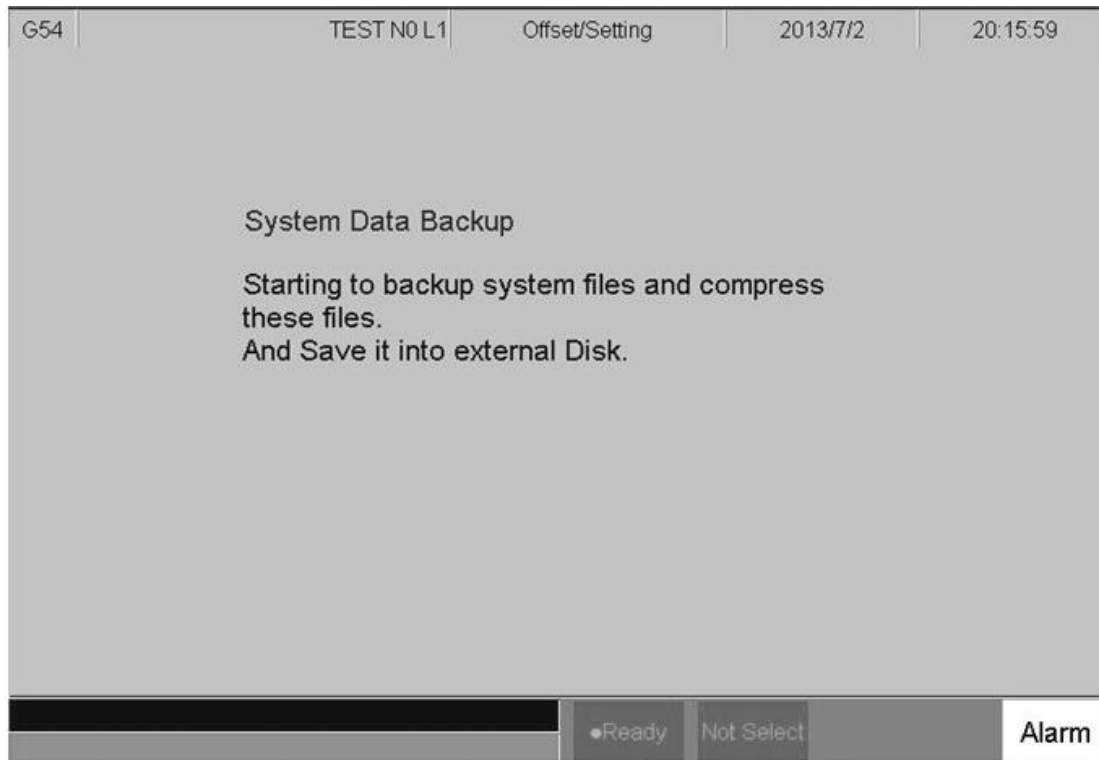 G54 TEST N0 L1 Offset/Setting 2013/7/2 20:15:59
System Data Backup
Starting to backup system files and compress
these files.
And Save it into external Disk.
●Ready Not Select Alarm